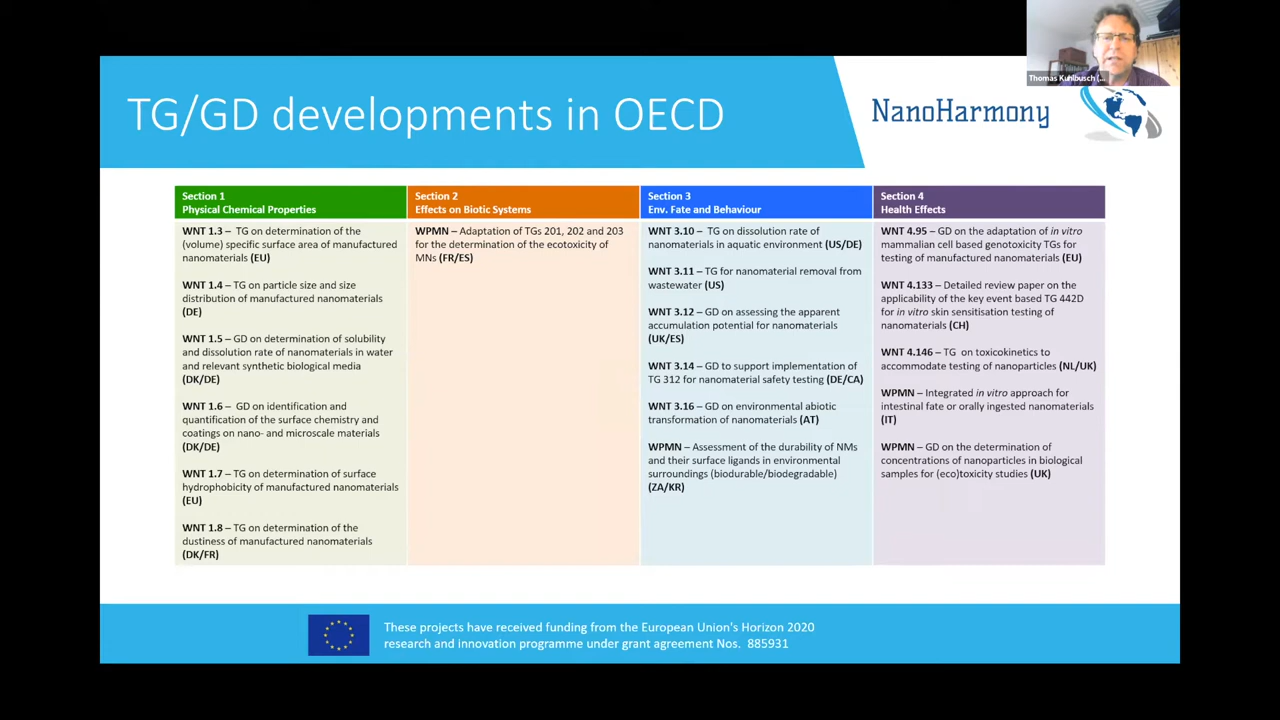 Thomas Kuhlbusch (...
TG/GD developments in OECD
NanoHarmony
Section 1
Physical Chemical Properties
WNT 1.3 – TG on determination of the
(volume) specific surface area of manufactured
nanomaterials (EU)
WNT 1.4 – TG on particle size and size
distribution of manufactured nanomaterials
(DE)
WNT 1.5 – GD on determination of solubility
and dissolution rate of nanomaterials in water
and relevant synthetic biological media
(DK/DE)
WNT 1.6 – GD on identification and
quantification of the surface chemistry and
coatings on nano- and microscale materials
(DK/DE)
WNT 1.7 – TG on determination of surface
hydrophobicity of manufactured nanomaterials
(EU)
WNT 1.8 – TG on determination of the
dustiness of manufactured nanomaterials
(DK/FR)
Section 2
Effects on Biotic Systems
WPMN – Adaptation of TGs 201, 202 and 203
for the determination of the ecotoxicity of
MNs (FR/ES)
Section 3
Env. Fate and Behaviour
WNT 3.10 – TG on dissolution rate of
nanomaterials in aquatic environment (US/DE)
WNT 3.11 – TG for nanomaterial removal from
wastewater (US)
WNT 3.12 – GD on assessing the apparent
accumulation potential for nanomaterials
(UK/ES)
WNT 3.14 – GD to support implementation of
TG 312 for nanomaterial safety testing (DE/CA)
WNT 3.16 – GD on environmental abiotic
transformation of nanomaterials (AT)
WPMN – Assessment of the durability of NMs
and their surface ligands in environmental
surroundings (biodurable/biodegradable)
(ZA/KR)
Section 4
Health Effects
WNT 4.95 – GD on the adaptation of in vitro
mammalian cell based genotoxicity TGs for
testing of manufactured nanomaterials (EU)
WNT 4.133 – Detailed review paper on the
applicability of the key event based TG 442D
for in vitro skin sensitisation testing of
nanomaterials (CH)
WNT 4.146 – TG on toxicokinetics to
accommodate testing of nanoparticles (NL/UK)
WPMN – Integrated in vitro approach for
intestinal fate or orally ingested nanomaterials
(IT)
WPMN – GD on the determination of
concentrations of nanoparticles in biological
samples for (eco)toxicity studies (UK)
These projects have received funding from the European Union's Horizon 2020
research and innovation programme under grant agreement Nos. 885931